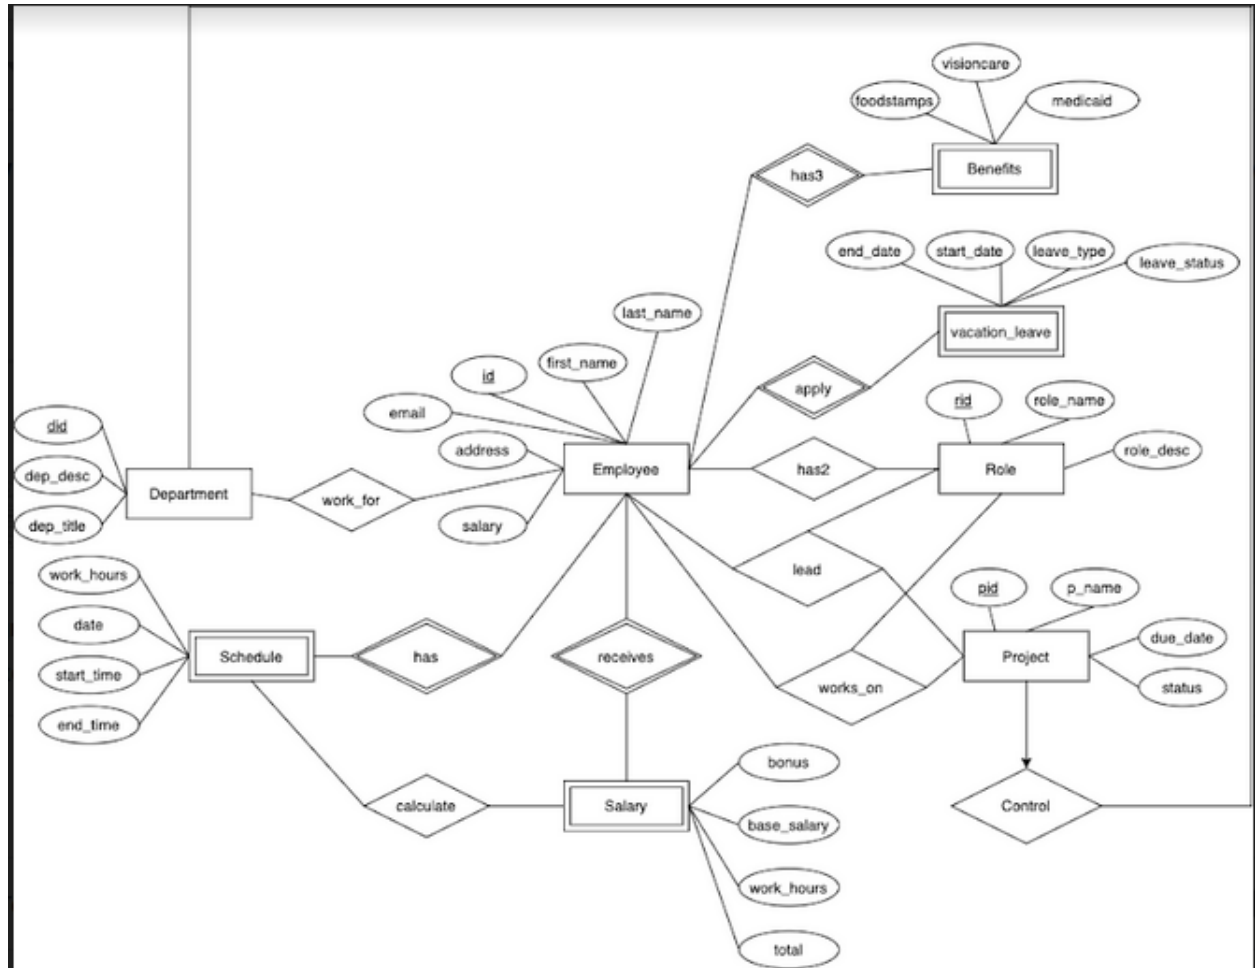 visioncare
foodstamps
medicaid
has3
Benefits
end_date
start_date
leave_type
leave_status
last_name
vacation_leave
first_name
id
apply
email
rid
role_name
did
address
role_desc
dep_desc
Employee
has2
Role
Department
work_for
dep_title
salary
work_hours
lead
pid
p_name
date
due_date
Schedule
has
receives
Project
start_time
works_on
status
end_time
bonus
calculate
Salary
Control
base_salary
work_hours
total